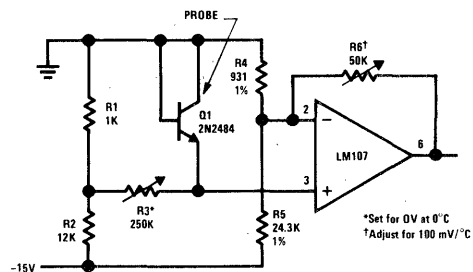 PROBE
R1
1K
R2
12K
R3*
250K
Q1
2N2484
R4
931
1%
R5
24.3K
1%
R6†
50K
2
3
6
LM107
–15V
*Set for 0V at 0°C
†Adjust for 100 mV/°C